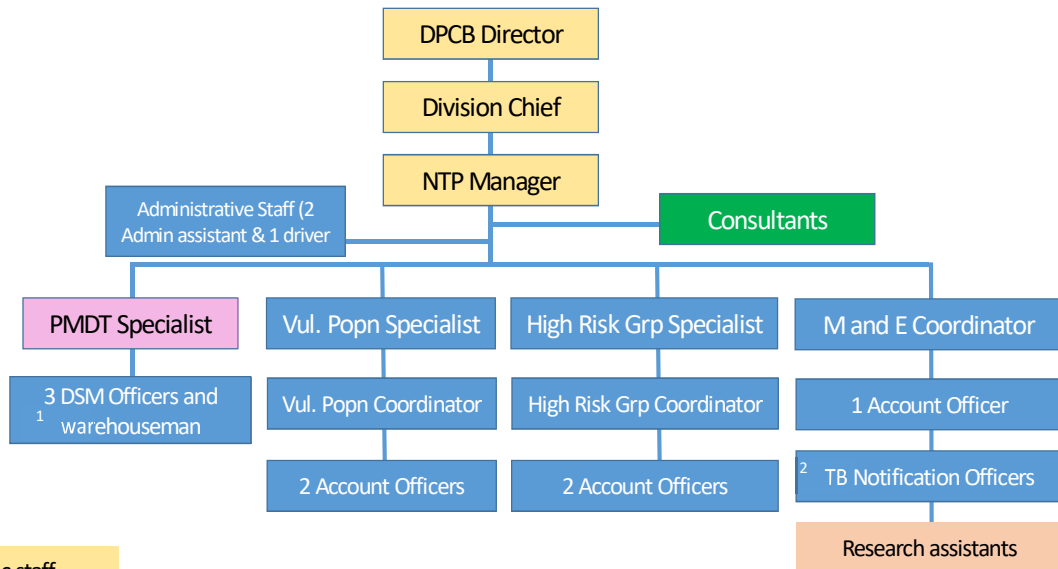 DPCB Director
Division Chief
NTP Manager
Administrative Staff (2
Admin assistant & 1 driver
Consultants
PMDT Specialist
Vul. Popn Specialist
High Risk Grp Specialist
M and E Coordinator
3 DSM Officers and
1 warehouseman
Vul. Popn Coordinator
High Risk Grp Coordinator
1 Account Officer
2 Account Officers
2 Account Officers
2 TB Notification Officers
Research assistants
staff